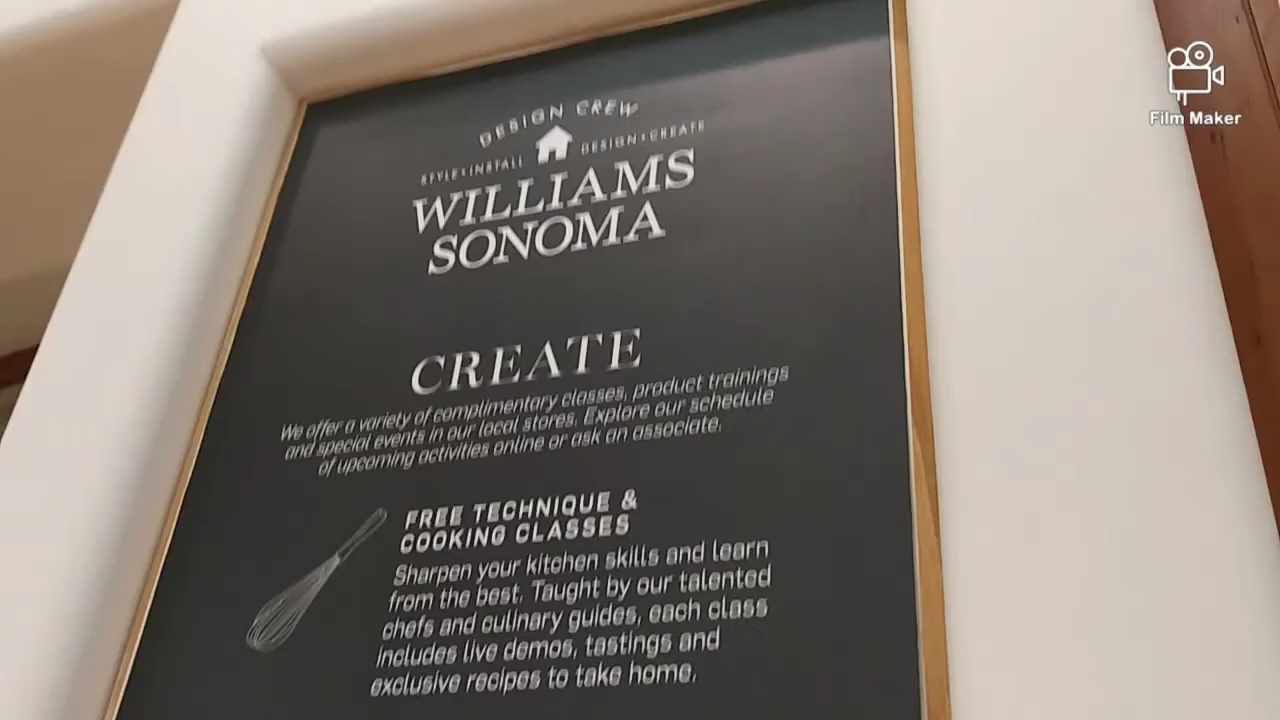 DESIGN CREW
STYLE+INSTALL DESIGN+CREATE
WILLIAMS
SONOMA
CREATE
We offer a variety of complimentary classes, product trainings
and special events in our local stores. Explore our schedule
of upcoming activities online or ask an associate.
FREE TECHNIQUE &
COOKING CLASSES
Sharpen your kitchen skills and learn
from the best. Taught by our talented
chefs and culinary guides, each class
includes live demos, tastings and
exclusive recipes to take home.
Film Maker